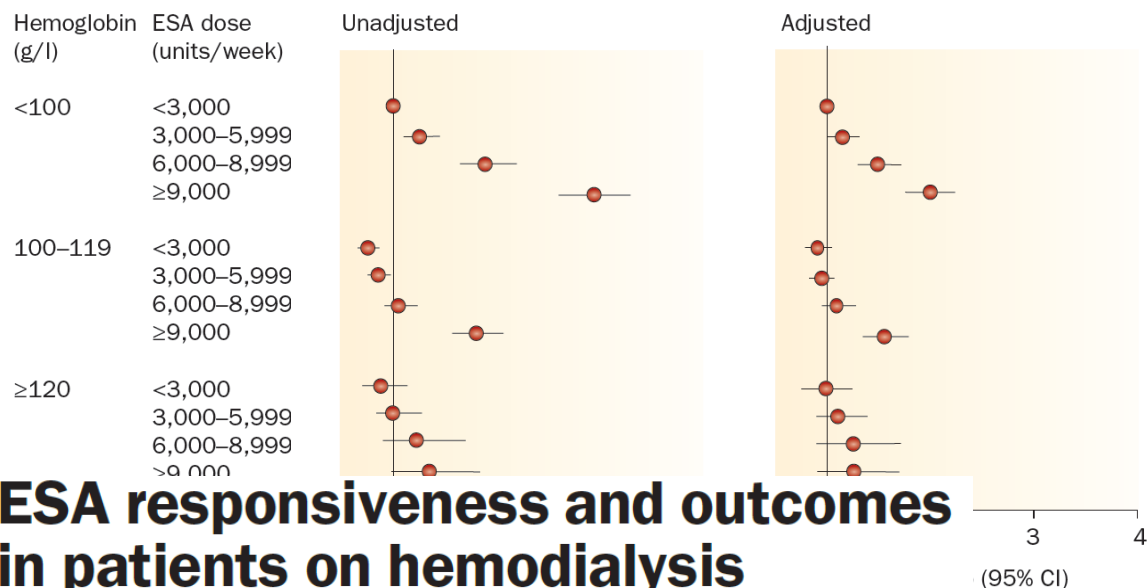 Hemoglobin ESA dose Unadjusted Adjusted
(g/l) (units/week)
<100 <3,000
3,000–5,999
6,000–8,999
≥9,000
100–119 <3,000
3,000–5,999
6,000–8,999
≥9,000
≥120 <3,000
3,000–5,999
6,000–8,999
≥9,000
ESA responsiveness and outcomes
3 4
in patients on hemodialysis
(95% CI)